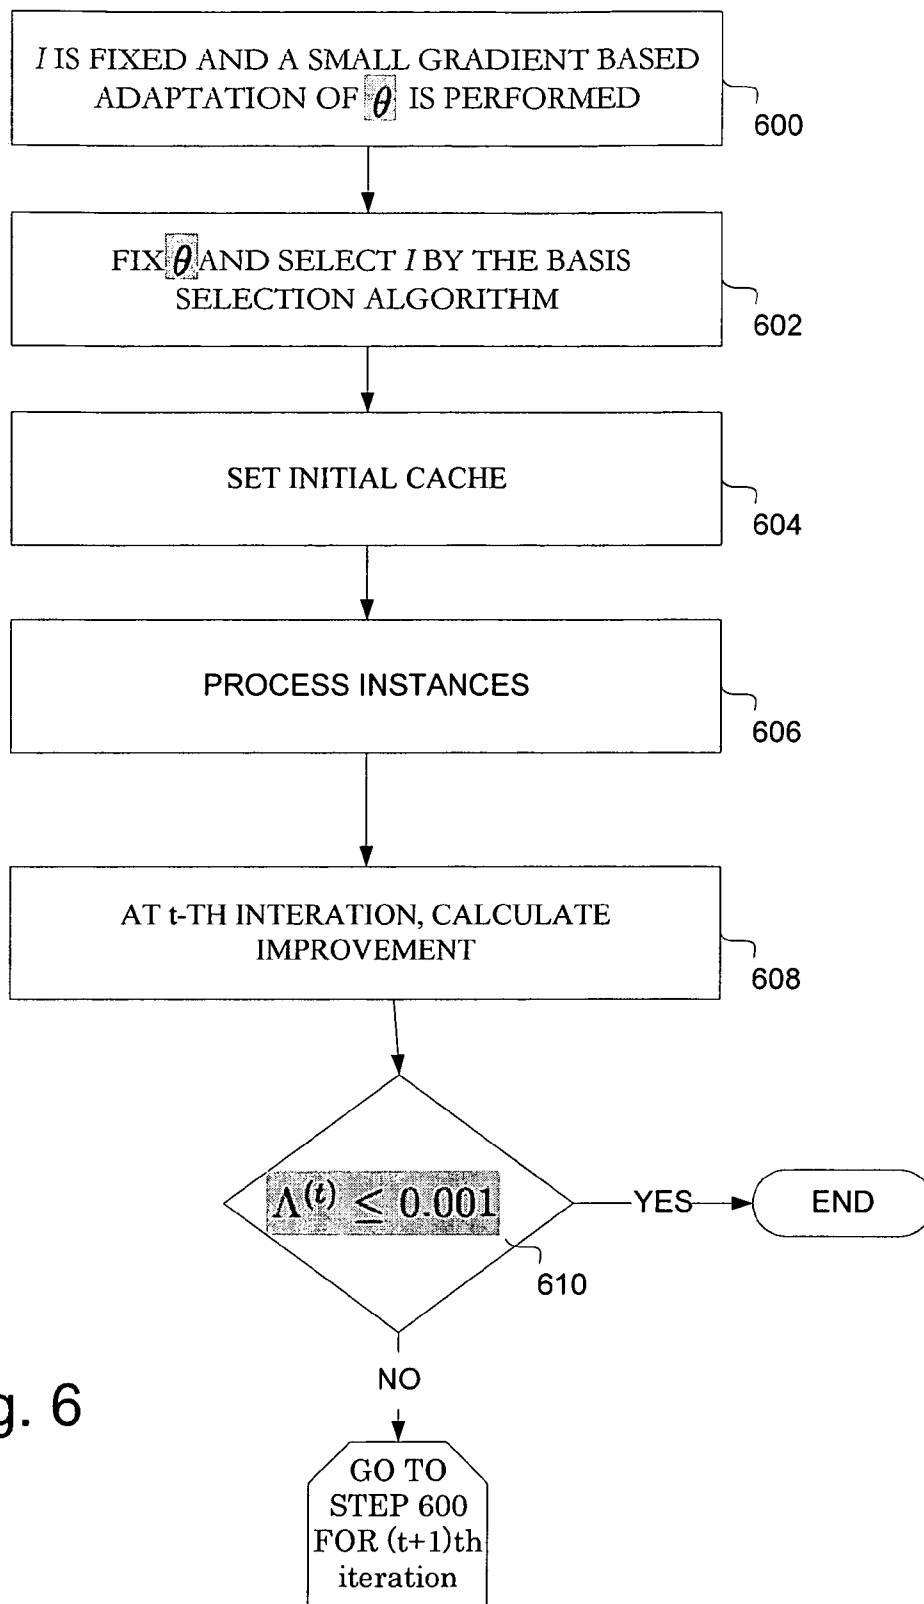 I IS FIXED AND A SMALL GRADIENT BASED
ADAPTATION OF θ IS PERFORMED
600
FIX θ AND SELECT I BY THE BASIS
SELECTION ALGORITHM
602
SET INITIAL CACHE
604
PROCESS INSTANCES
606
AT t-TH INTERATION, CALCULATE
IMPROVEMENT
608
Λ^(t) ≤ 0.001
YES
END
610
NO
g. 6
GO TO
STEP 600
FOR (t+1)th
iteration